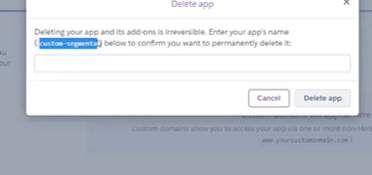 Delete app
Deleting your app and its add-ons is irreversible. Enter your app's name
(custom-segmenta) below to confirm you want to permanently delete it:
Cancel
Delete app
Custom domains allow you to access your app via one or more non-Her
www.yourcustomdomain.com)